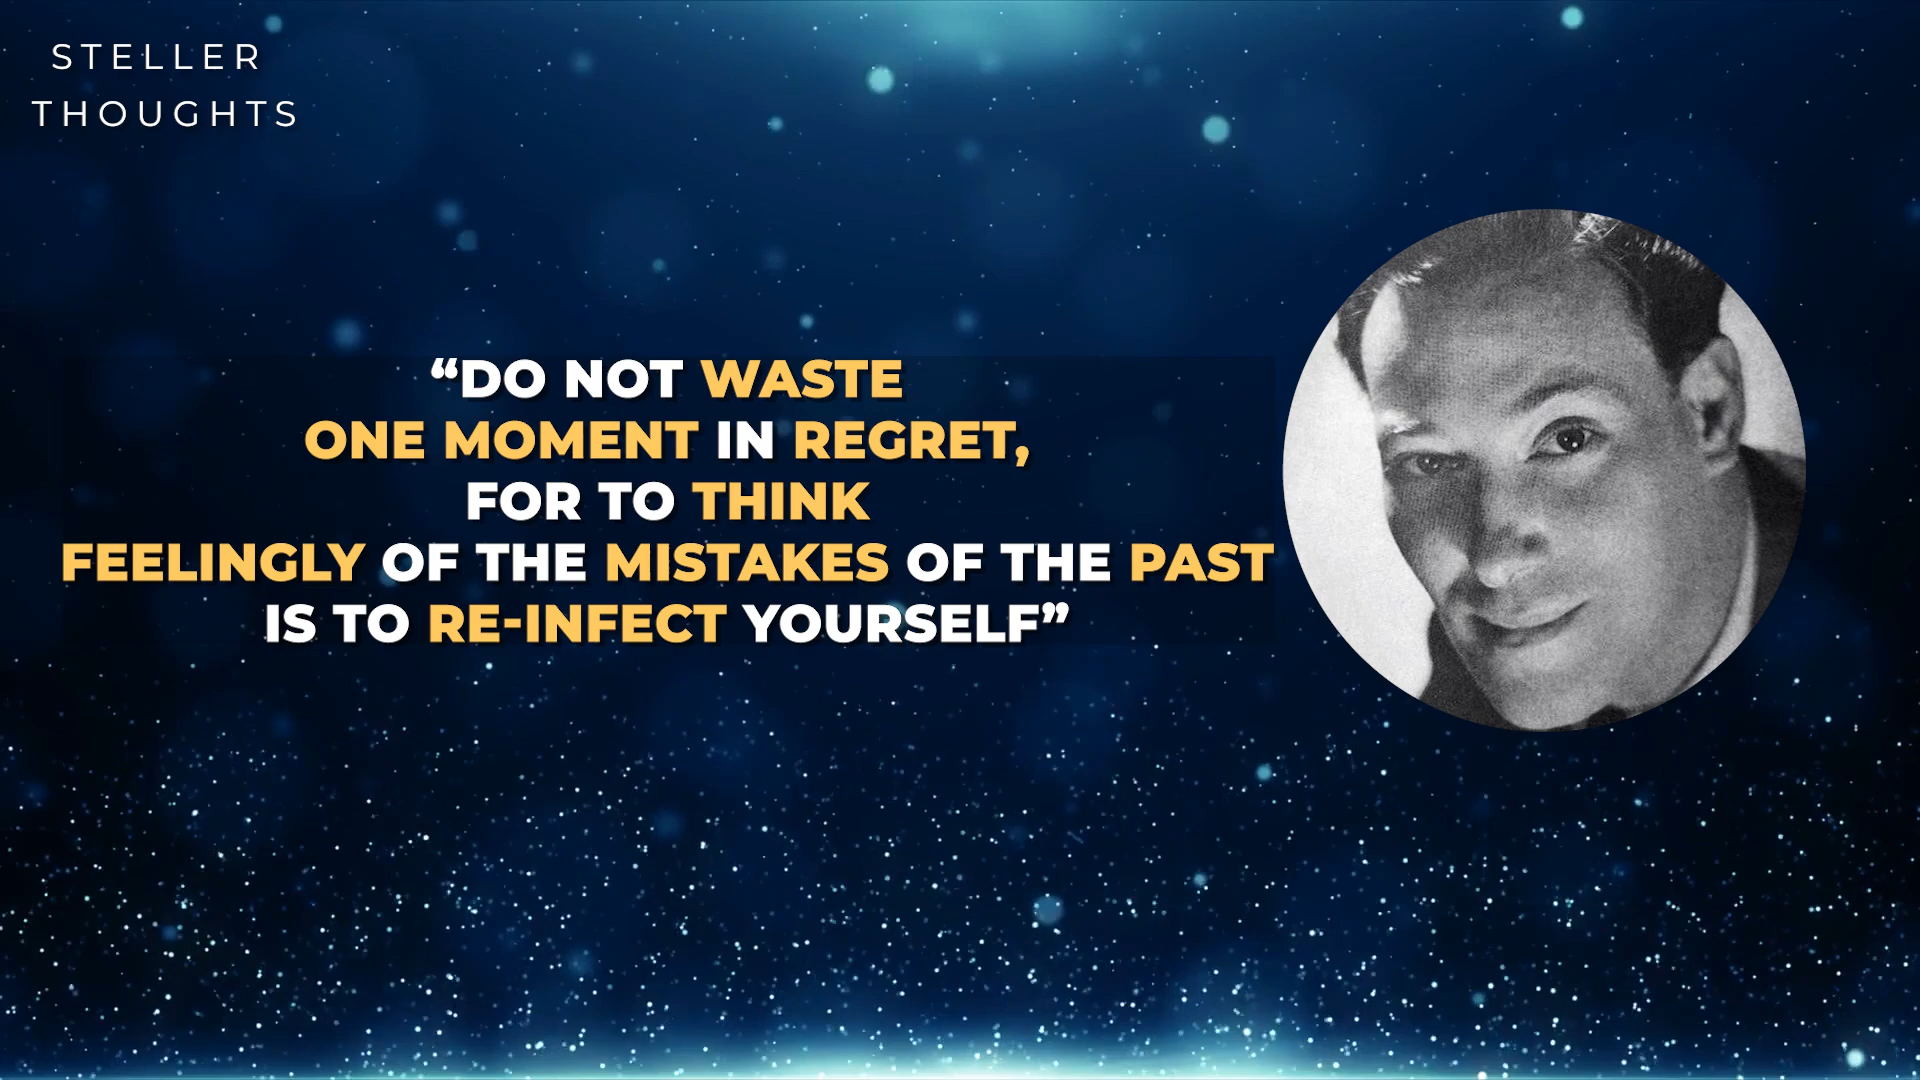 STELLER
THOUGHTS
“DO NOT WASTE
ONE MOMENT IN REGRET,
FOR TO THINK
FEELINGLY OF THE MISTAKES OF THE PAST
IS TO RE-INFECT YOURSELF”